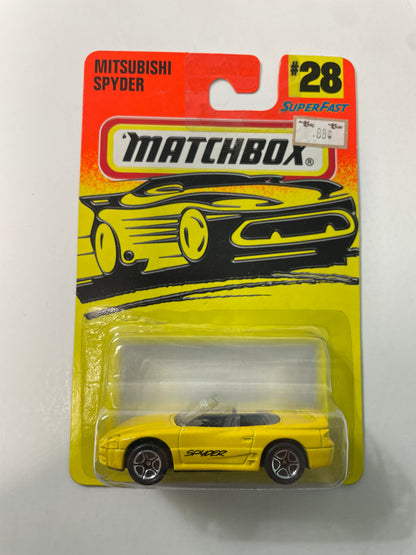 MITSUBISHI
SPYDER
#28
SUPERFAST
.88¢
MATCHBOX®
SPYDER